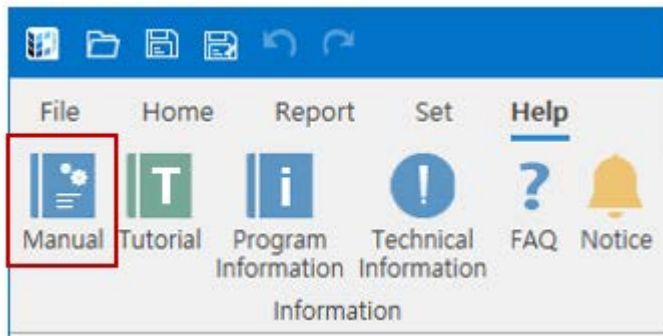 File Home Report Set Help
T
i
!
?
Manual Tutorial Program Information Technical Information FAQ Notice
Information